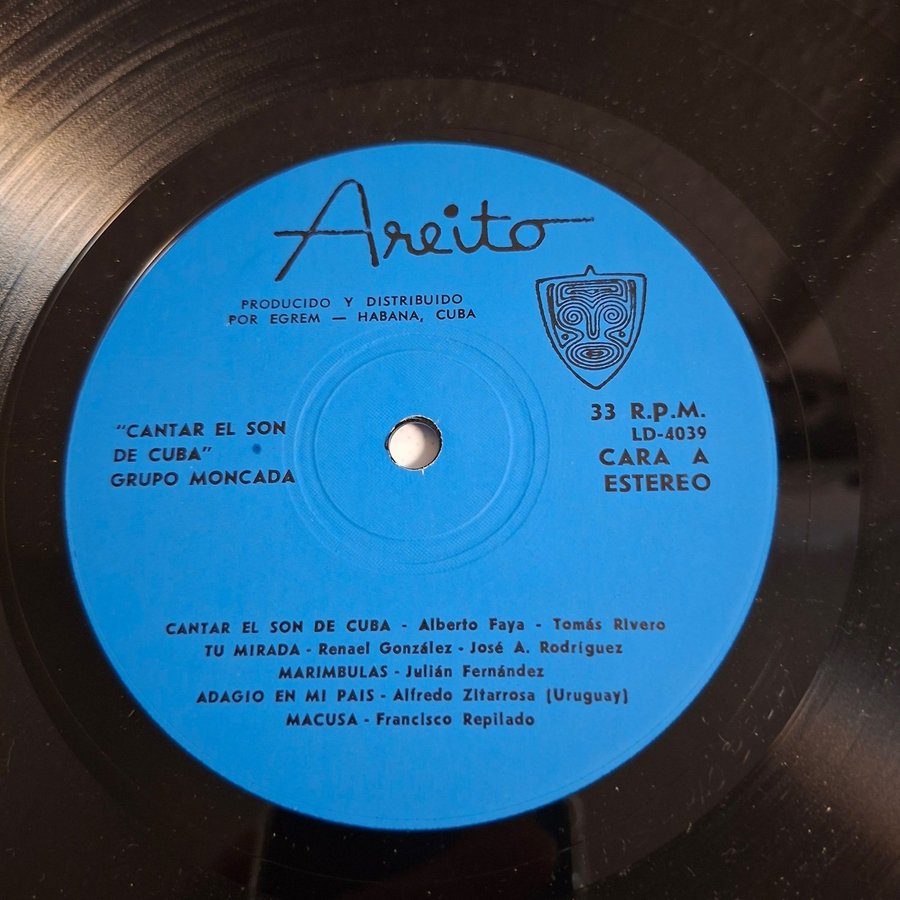 Areito
PRODUCIDO Y DISTRIBUIDO
POR EGREM — HABANA, CUBA
"CANTAR EL SON
DE CUBA"
GRUPO MONCADA
33 R.P.M.
LD-4039
CARA A
ESTEREO
CANTAR EL SON DE CUBA - Alberto Faya - Tomás Rivero
TU MIRADA - Renael González - José A. Rodríguez
MARIMBULAS - Julián Fernández
ADAGIO EN MI PAIS - Alfredo Zitarrosa (Uruguay)
MACUSA - Francisco Repilado